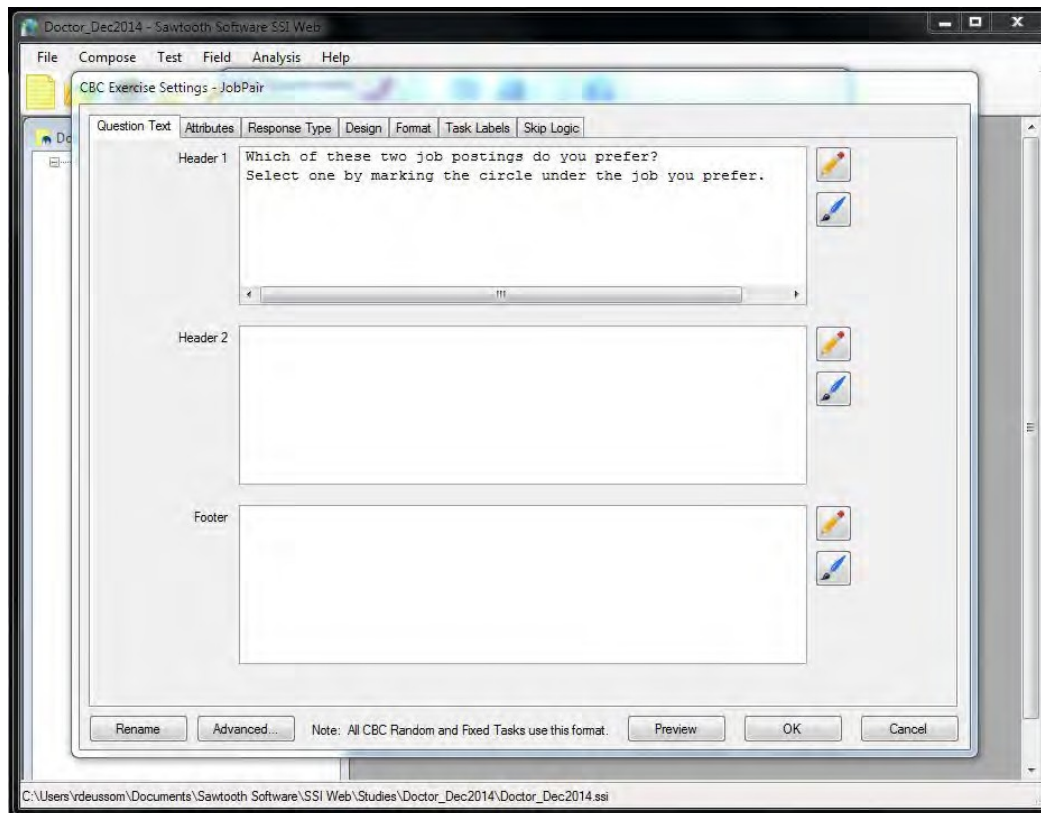 Doctor_Dec2014 - Sawtooth Software SSI Web
File Compose Test Field Analysis Help
CBC Exercise Settings - JobPair
Do
Question Text Attributes Response Type Design Format Task Labels Skip Logic
Header 1
Which of these two job postings do you prefer?
Select one by marking the circle under the job you prefer.
Header 2
Footer
Rename Advanced... Note: All CBC Random and Fixed Tasks use this format. Preview OK Cancel
C:\Users\rdeussom\Documents\Sawtooth Software\SSI Web\Studies\Doctor_Dec2014\Doctor_Dec2014.ssi